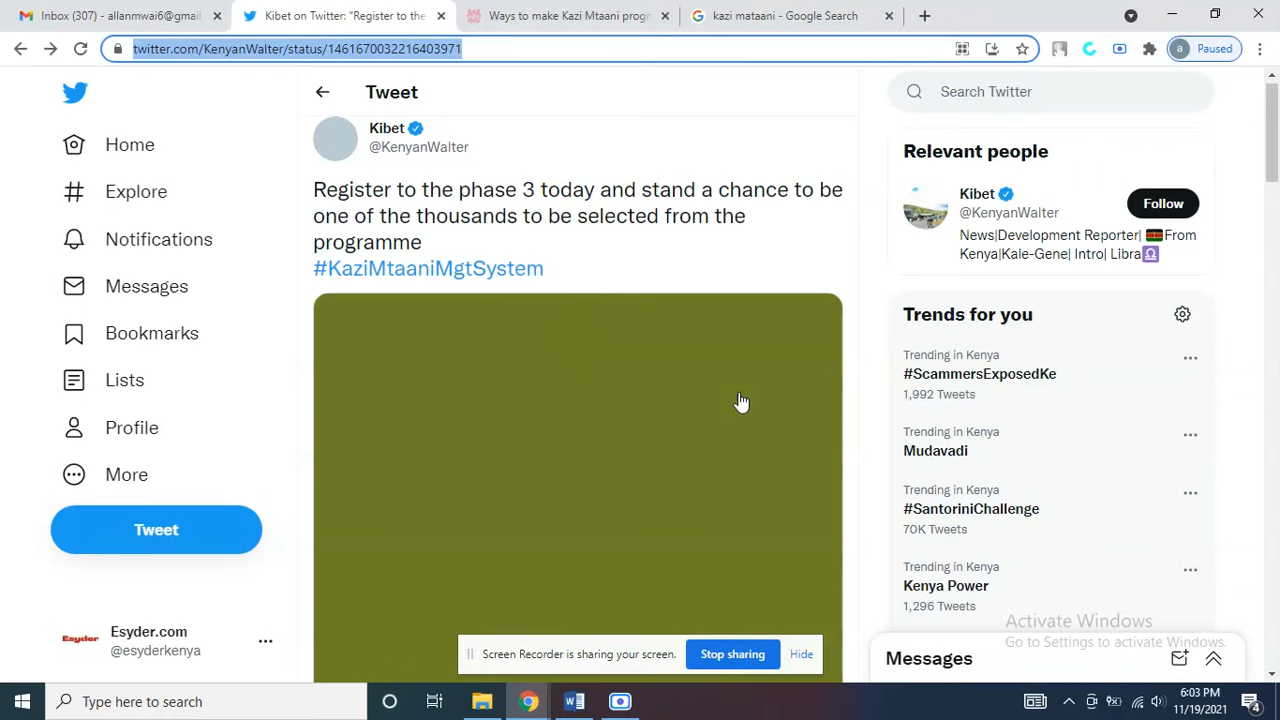 Inbox (307) - allanmwai6@gmail
Kibet on Twitter: "Register to the
Ways to make Kazi Mtaani prog
kazi mataani - Google Search
twitter.com/KenyanWalter/status/1461670032216403971
a Paused
Home
Explore
Notifications
Messages
Bookmarks
Lists
Profile
More
Tweet
Esyder.com
Esyder.com
@esyderkenya
Tweet
Kibet
@KenyanWalter
Register to the phase 3 today and stand a chance to be
one of the thousands to be selected from the
programme
#KaziMtaaniMgtSystem
Screen Recorder is sharing your screen.
Stop sharing
Hide
Search Twitter
Relevant people
Kibet
@KenyanWalter
Follow
News|Development Reporter| From
Kenya|Kale-Gene| Intro| Libra
Trends for you
Trending in Kenya
#ScammersExposedKe
1,992 Tweets
Trending in Kenya
Mudavadi
Trending in Kenya
#SantoriniChallenge
70K Tweets
Trending in Kenya
Kenya Power
1,296 Tweets
Activate Windows
Go to Settings to activate Windows.
Messages
Type here to search
6:03 PM
11/19/2021
4